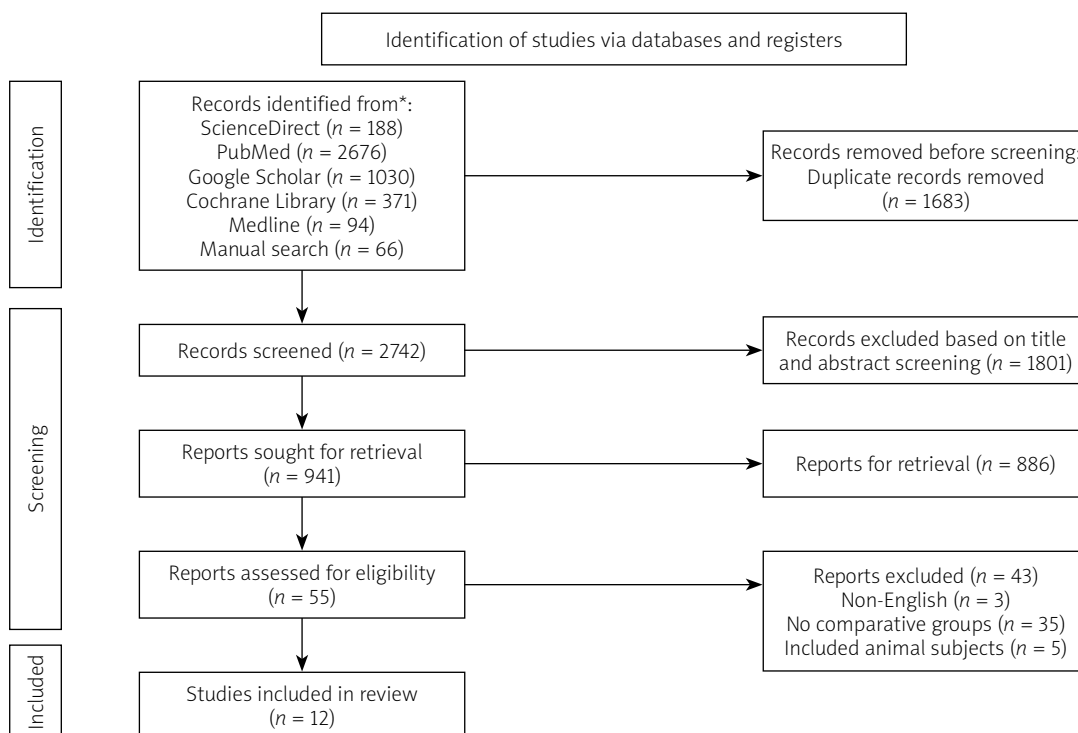 Identification of studies via databases and registers
Identification
Records identified from*:
ScienceDirect (n = 188)
PubMed (n = 2676)
Google Scholar (n = 1030)
Cochrane Library (n = 371)
Medline (n = 94)
Manual search (n = 66)
Records removed before screening:
Duplicate records removed
(n = 1683)
Screening
Records screened (n = 2742)
Records excluded based on title
and abstract screening (n = 1801)
Reports sought for retrieval
(n = 941)
Reports for retrieval (n = 886)
Reports assessed for eligibility
(n = 55)
Reports excluded (n = 43)
Non-English (n = 3)
No comparative groups (n = 35)
Included animal subjects (n = 5)
Included
Studies included in review
(n = 12)